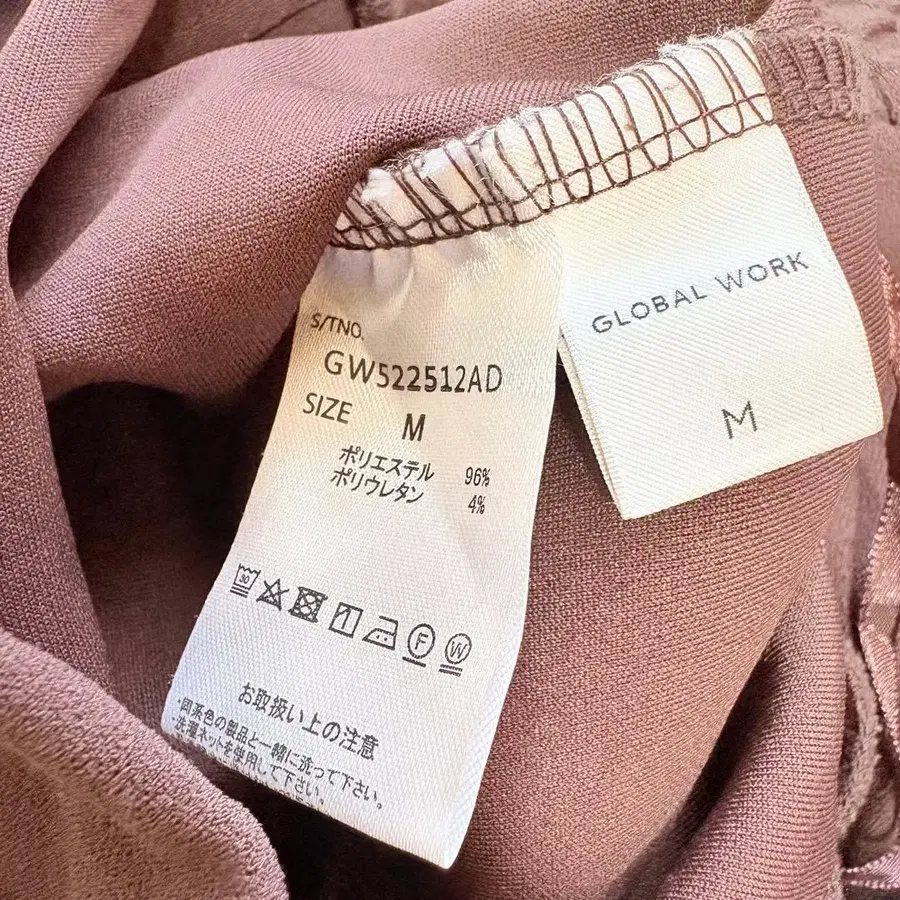 S/TNO.
GW522512AD
SIZE M
ポリエステル 96%
ポリウレタン 4%
30
F
W
お取扱い上の注意
・同系色の製品と一緒に洗って下さい。
・洗濯ネットを使用して下さい。
GLOBAL WORK
M